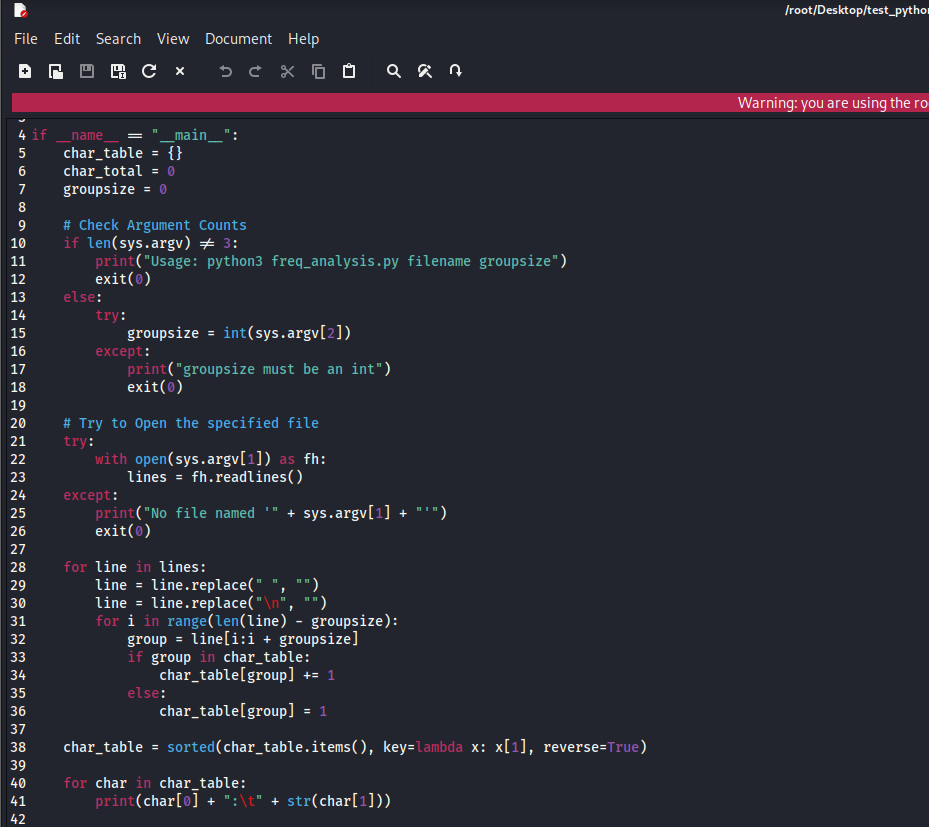 /root/Desktop/test_pytho
File Edit Search View Document Help
Warning: you are using the ro
4 if __name__ == "__main__":
5     char_table = {}
6     char_total = 0
7     groupsize = 0
8
9     # Check Argument Counts
10     if len(sys.argv) != 3:
11         print("Usage: python3 freq_analysis.py filename groupsize")
12         exit(0)
13     else:
14         try:
15             groupsize = int(sys.argv[2])
16         except:
17             print("groupsize must be an int")
18             exit(0)
19
20     # Try to Open the specified file
21     try:
22         with open(sys.argv[1]) as fh:
23             lines = fh.readlines()
24     except:
25         print("No file named '" + sys.argv[1] + "'")
26         exit(0)
27
28     for line in lines:
29         line = line.replace(" ", "")
30         line = line.replace("\n", "")
31         for i in range(len(line) - groupsize):
32             group = line[i:i + groupsize]
33             if group in char_table:
34                 char_table[group] += 1
35             else:
36                 char_table[group] = 1
37
38     char_table = sorted(char_table.items(), key=lambda x: x[1], reverse=True)
39
40     for char in char_table:
41         print(char[0] + ":\t" + str(char[1]))
42